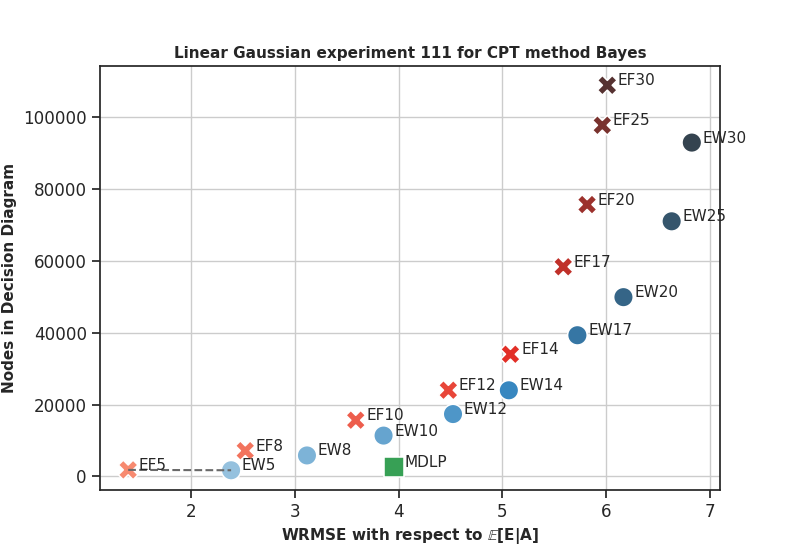 Linear Gaussian experiment 111 for CPT method Bayes
Nodes in Decision Diagram
100000
80000
60000
40000
20000
0
EF30
EF25
EW30
EF20
EW25
EF17
EW20
EW17
EF14
EF12
EW14
EF10
EW12
EW10
EF8
EW8
MDLP
EF5
EW5
2
3
4
5
6
7
WRMSE with respect to 𝔼[E|A]